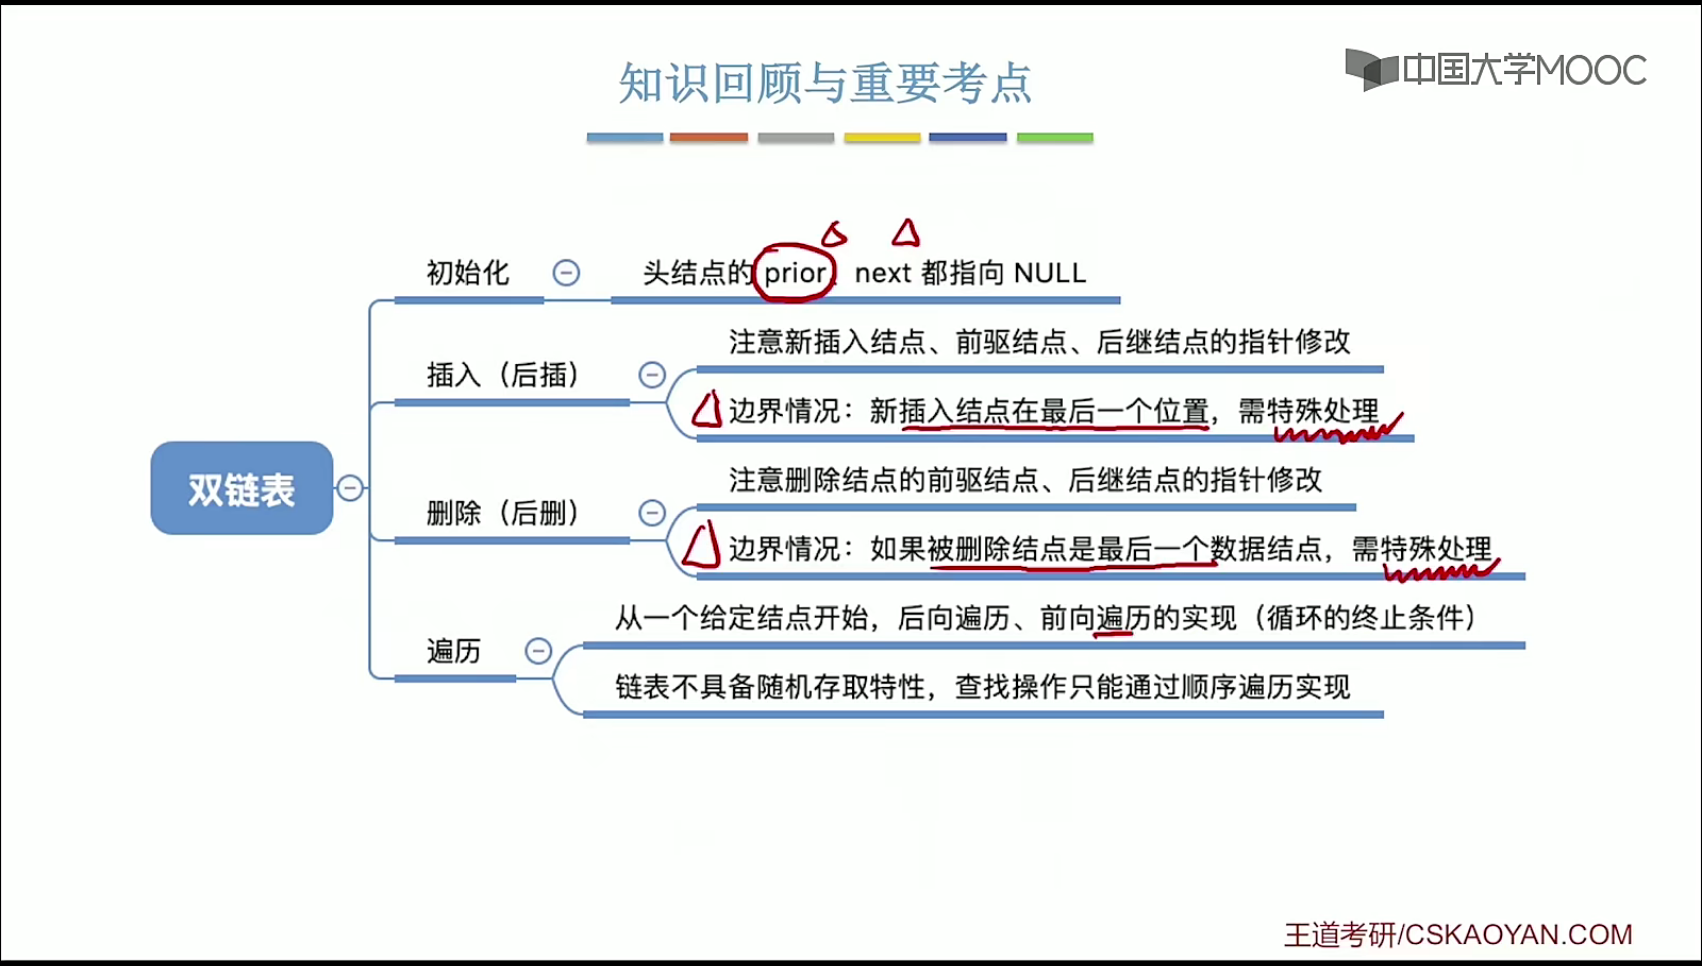 知识回顾与重要考点
中国大学MOOC
初始化
头结点的 prior、next 都指向 NULL
插入（后插）
注意新插入结点、前驱结点、后继结点的指针修改
边界情况：新插入结点在最后一个位置，需特殊处理
双链表
删除（后删）
注意删除结点的前驱结点、后继结点的指针修改
边界情况：如果被删除结点是最后一个数据结点，需特殊处理
遍历
从一个给定结点开始，后向遍历、前向遍历的实现（循环的终止条件）
链表不具备随机存取特性，查找操作只能通过顺序遍历实现
王道考研/CSKAOYAN.COM